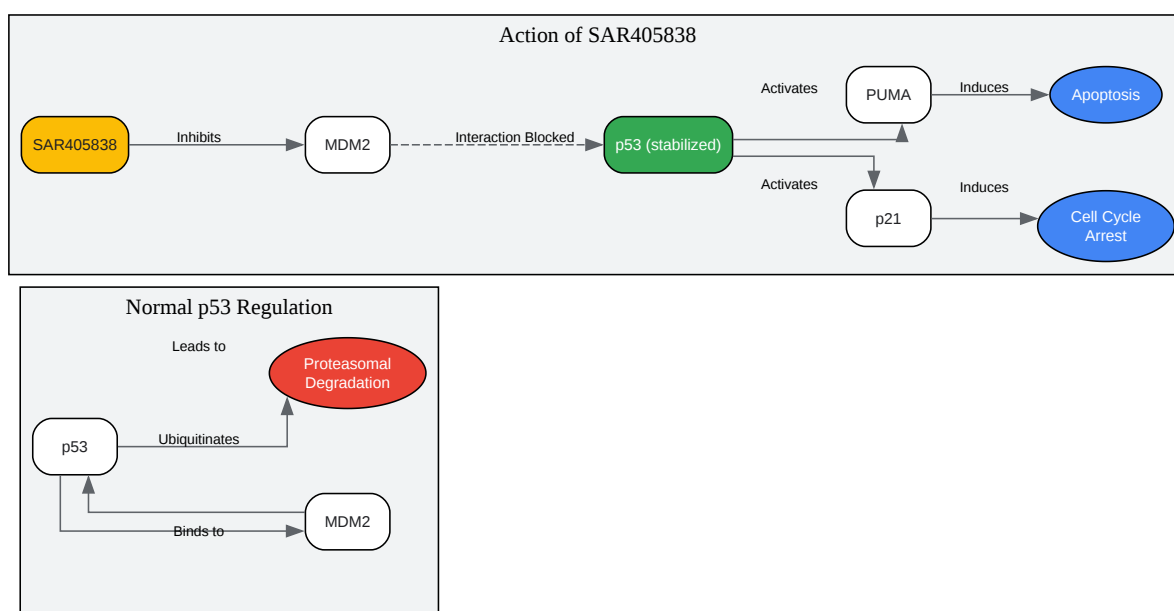 Action of SAR405838
Activates
PUMA
Induces
Apoptosis
SAR405838
Inhibits
MDM2
Interaction Blocked
p53 (stabilized)
Activates
p21
Induces
Cell Cycle
Arrest
Normal p53 Regulation
Leads to
Proteasomal
Degradation
p53
Ubiquitinates
MDM2
Binds to